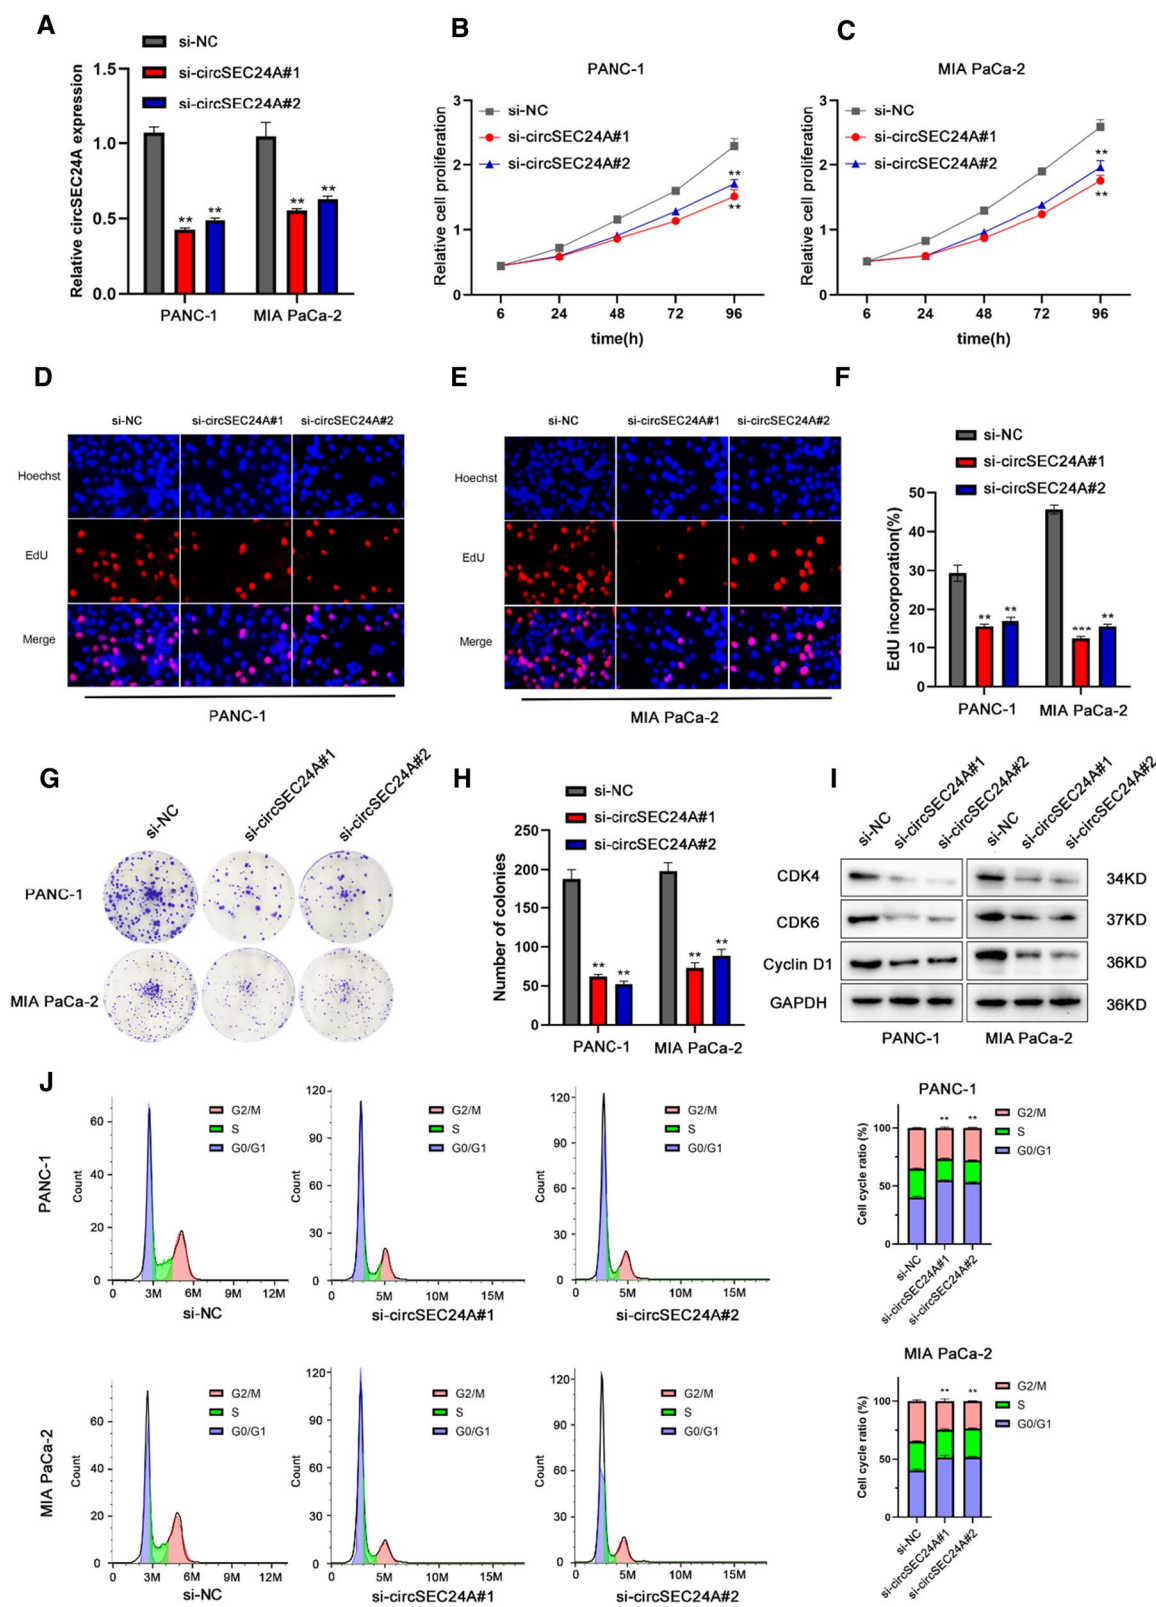 A
si-NC
si-circSEC24A#1
si-circSEC24A#2
Relative circSEC24A expression
1.5
1.0
0.5
0.0
** **
** **
PANC-1 MIA PaCa-2
B
PANC-1
si-NC
si-circSEC24A#1
si-circSEC24A#2
Relative cell proliferation
3
2
1
0
**
**
6 24 48 72 96
time(h)
C
MIA PaCa-2
si-NC
si-circSEC24A#1
si-circSEC24A#2
Relative cell proliferation
3
2
1
0
**
**
6 24 48 72 96
time(h)
D
si-NC si-circSEC24A#1 si-circSEC24A#2
Hoechst
EdU
Merge
PANC-1
E
si-NC si-circSEC24A#1 si-circSEC24A#2
Hoechst
EdU
Merge
MIA PaCa-2
F
si-NC
si-circSEC24A#1
si-circSEC24A#2
EdU incorporation(%)
50
40
30
20
10
0
** **
*** **
PANC-1 MIA PaCa-2
G
si-NC
si-circSEC24A#1
si-circSEC24A#2
PANC-1
MIA PaCa-2
H
si-NC
si-circSEC24A#1
si-circSEC24A#2
Number of colonies
250
200
150
100
50
0
** **
** **
PANC-1 MIA PaCa-2
I
si-NC
si-circSEC24A#1
si-circSEC24A#2
si-NC
si-circSEC24A#1
si-circSEC24A#2
CDK4 34KD
CDK6 37KD
Cyclin D1 36KD
GAPDH 36KD
PANC-1 MIA PaCa-2
J
PANC-1
Count
60
40
20
0
G2/M
S
G0/G1
0 3M 6M 9M 12M
si-NC
Count
120
90
60
30
0
G2/M
S
G0/G1
0 5M 10M 15M
si-circSEC24A#1
Count
120
90
60
30
0
G2/M
S
G0/G1
0 5M 10M 15M
si-circSEC24A#2
PANC-1
Cell cycle ratio (%)
100
50
0
** **
G2/M
S
G0/G1
si-NC
si-circSEC24A#1
si-circSEC24A#2
MIA PaCa-2
Count
60
40
20
0
G2/M
S
G0/G1
0 3M 6M 9M 12M
si-NC
Count
120
90
60
30
0
G2/M
S
G0/G1
0 5M 10M 15M
si-circSEC24A#1
Count
120
90
60
30
0
G2/M
S
G0/G1
0 5M 10M 15M
si-circSEC24A#2
MIA PaCa-2
Cell cycle ratio (%)
100
50
0
** **
G2/M
S
G0/G1
si-NC
si-circSEC24A#1
si-circSEC24A#2